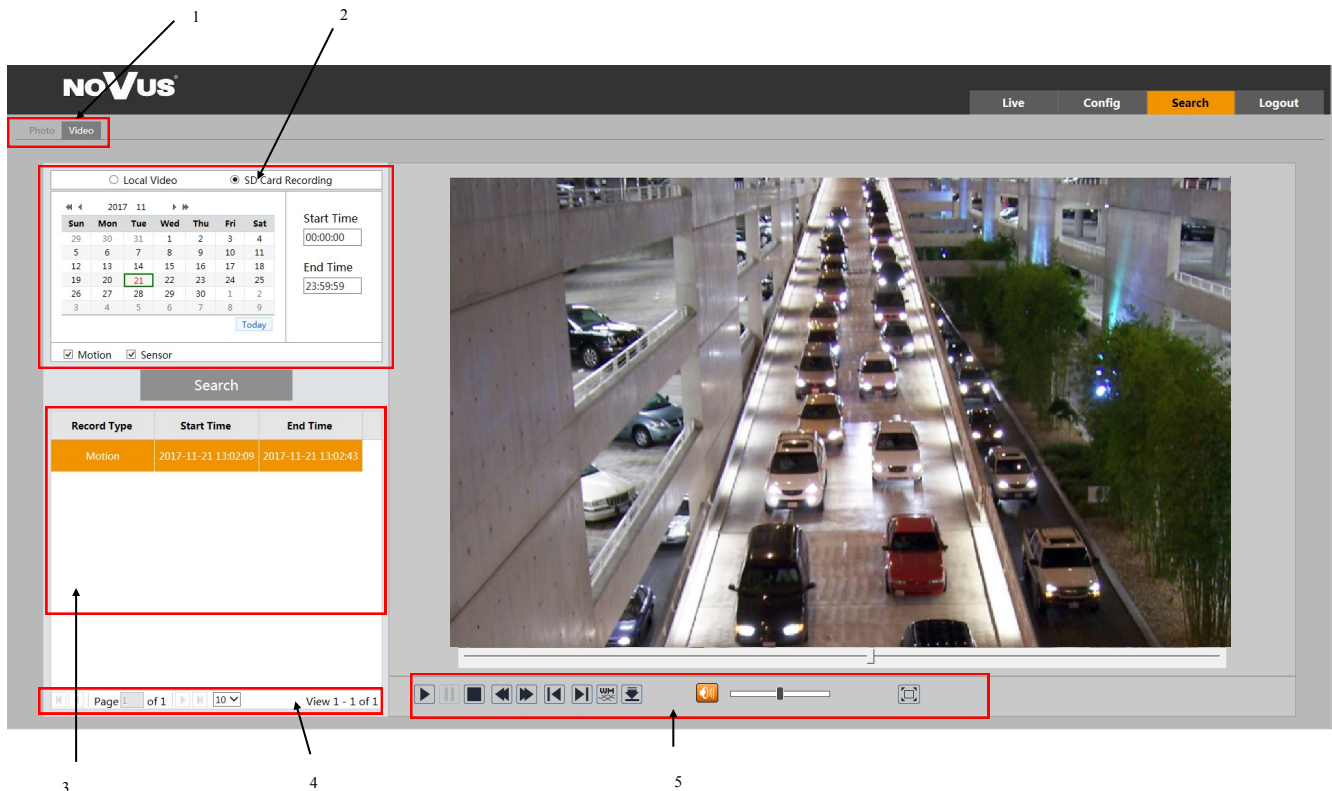 1 2
NOVUS®
Live Config Search Logout
Photo Video
Local Video SD Card Recording
2017 11
Sun Mon Tue Wed Thu Fri Sat
29 30 31 1 2 3 4
5 6 7 8 9 10 11
12 13 14 15 16 17 18
19 20 21 22 23 24 25
26 27 28 29 30 1 2
3 4 5 6 7 8 9
Today
Start Time
00:00:00
End Time
23:59:59
Motion Sensor
Search
Record Type Start Time End Time
Motion 2017-11-21 13:02:09 2017-11-21 13:02:43
Page 1 of 1 10 View 1 - 1 of 1
WM
3 4 5